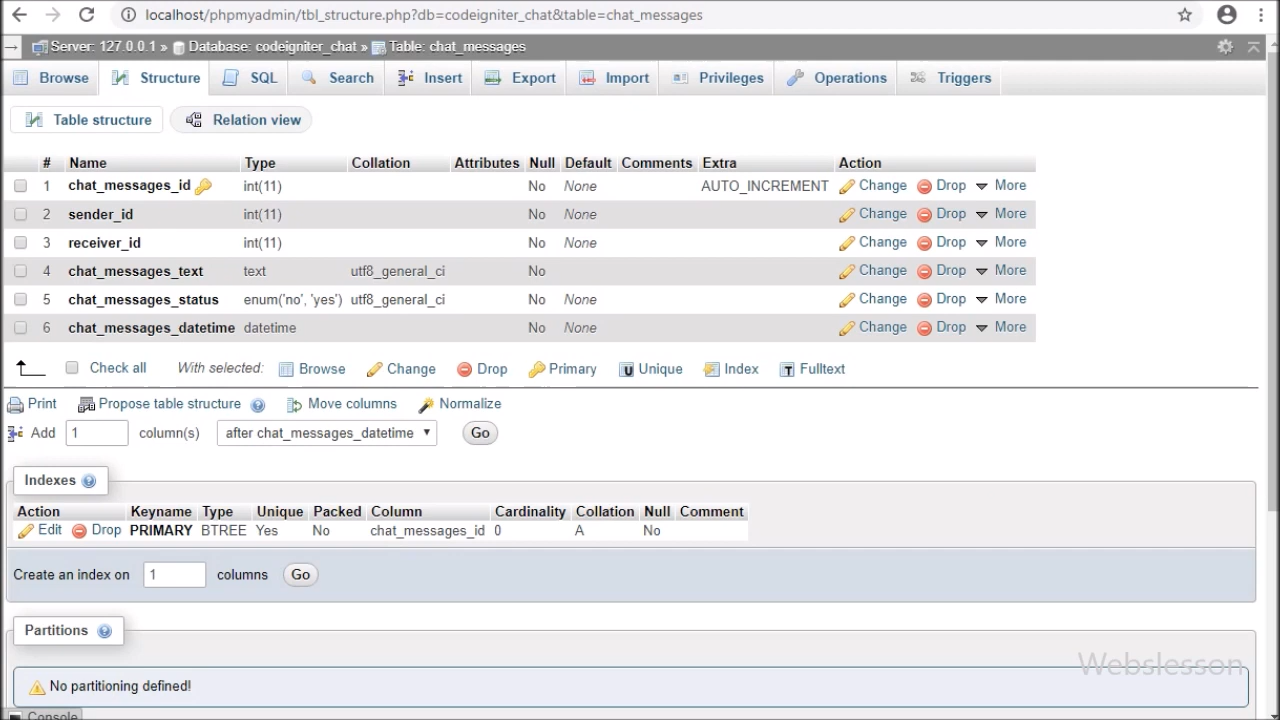 localhost/phpmyadmin/tbl_structure.php?db=codeigniter_chat&table=chat_messages
Server: 127.0.0.1 » Database: codeigniter_chat » Table: chat_messages
Browse Structure SQL Search Insert Export Import Privileges Operations Triggers
Table structure Relation view
# Name Type Collation Attributes Null Default Comments Extra Action
1 chat_messages_id int(11) No None AUTO_INCREMENT Change Drop More
2 sender_id int(11) No None Change Drop More
3 receiver_id int(11) No None Change Drop More
4 chat_messages_text text utf8_general_ci No Change Drop More
5 chat_messages_status enum('no', 'yes') utf8_general_ci No None Change Drop More
6 chat_messages_datetime datetime No None Change Drop More
Check all With selected: Browse Change Drop Primary Unique Index Fulltext
Print Propose table structure Move columns Normalize
Add 1 column(s) after chat_messages_datetime Go
Indexes
Action Keyname Type Unique Packed Column Cardinality Collation Null Comment
Edit Drop PRIMARY BTREE Yes No chat_messages_id 0 A No
Create an index on 1 columns Go
Partitions
Webslesson
No partitioning defined!
Console